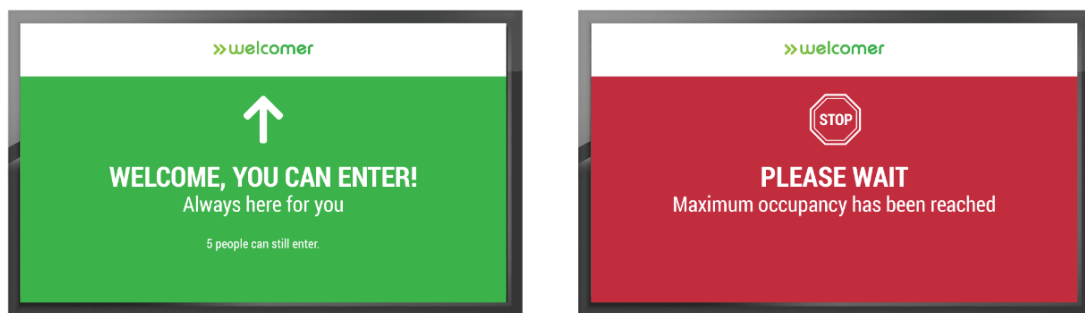 welcomer
WELCOME, YOU CAN ENTER!
Always here for you
5 people can still enter.
welcomer
STOP
PLEASE WAIT
Maximum occupancy has been reached